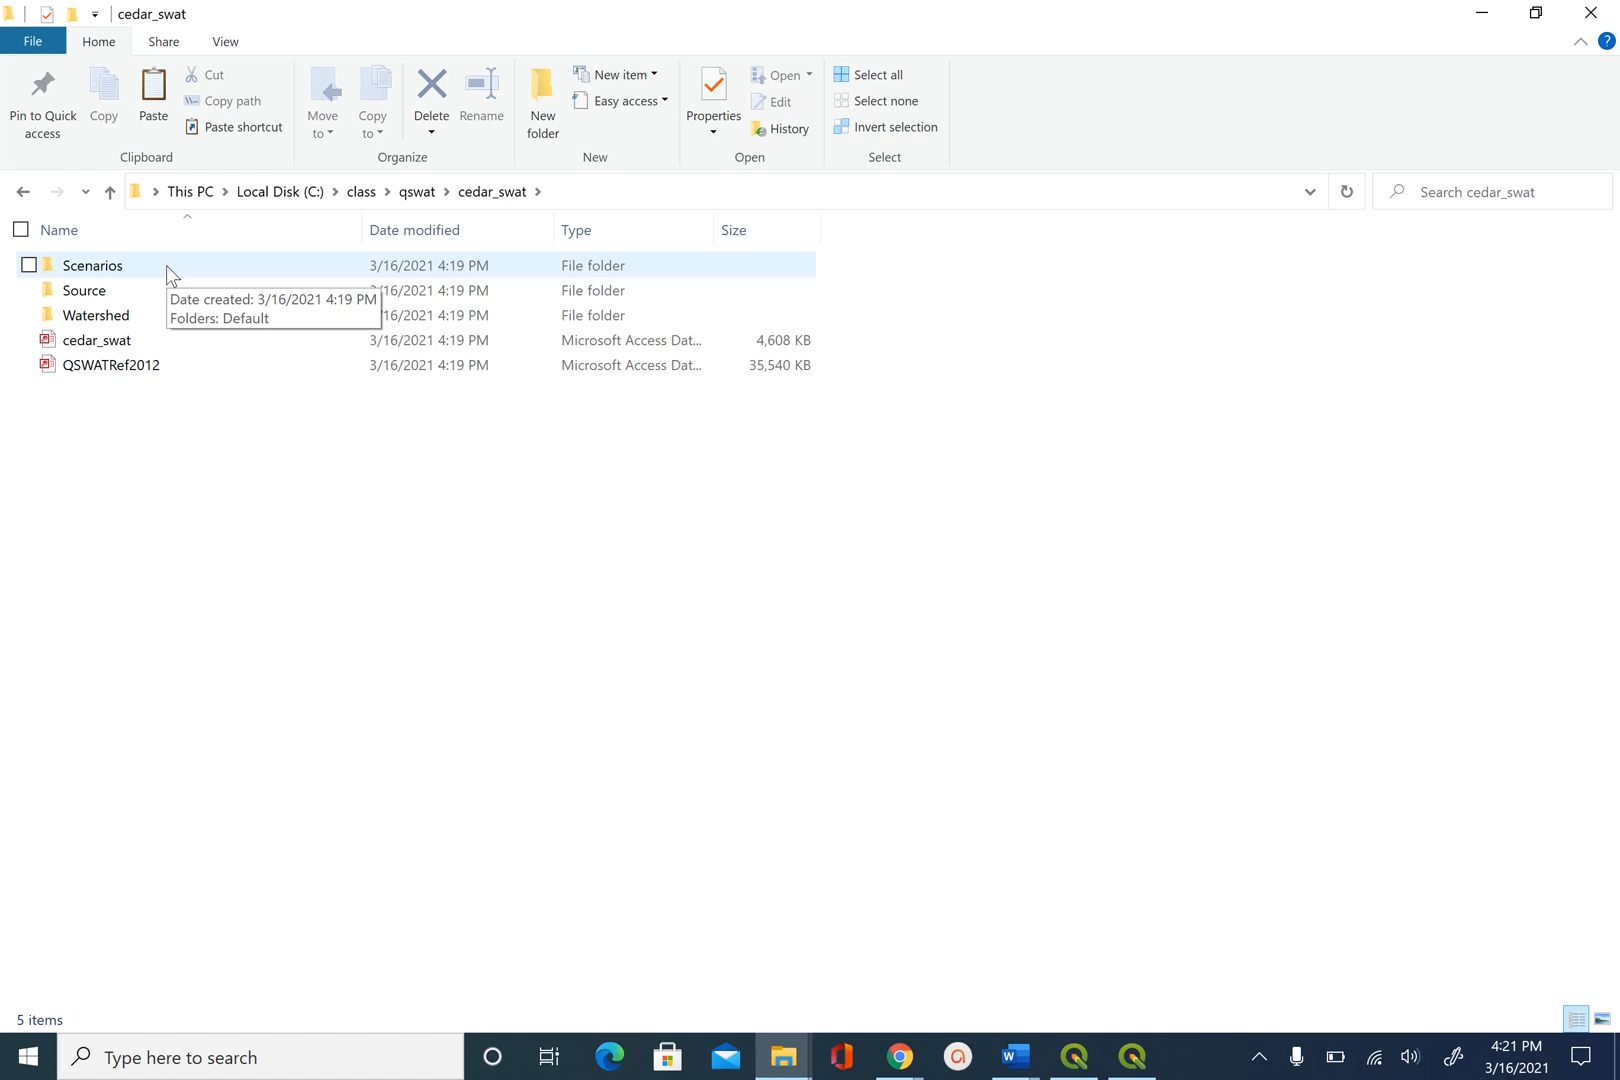 cedar_swat
File Home Share View
Pin to Quick access
Copy
Paste
Cut
Copy path
Paste shortcut
Clipboard
Move to
Copy to
Delete
Rename
Organize
New folder
New item
Easy access
New
Properties
Open
Edit
History
Open
Select all
Select none
Invert selection
Select
This PC > Local Disk (C:) > class > qswat > cedar_swat >
Search cedar_swat
Name Date modified Type Size
Scenarios 3/16/2021 4:19 PM File folder
Source /16/2021 4:19 PM File folder
Watershed /16/2021 4:19 PM File folder
cedar_swat 3/16/2021 4:19 PM Microsoft Access Dat... 4,608 KB
QSWATRef2012 3/16/2021 4:19 PM Microsoft Access Dat... 35,540 KB
Date created: 3/16/2021 4:19 PM
Folders: Default
5 items
Type here to search
4:21 PM
3/16/2021